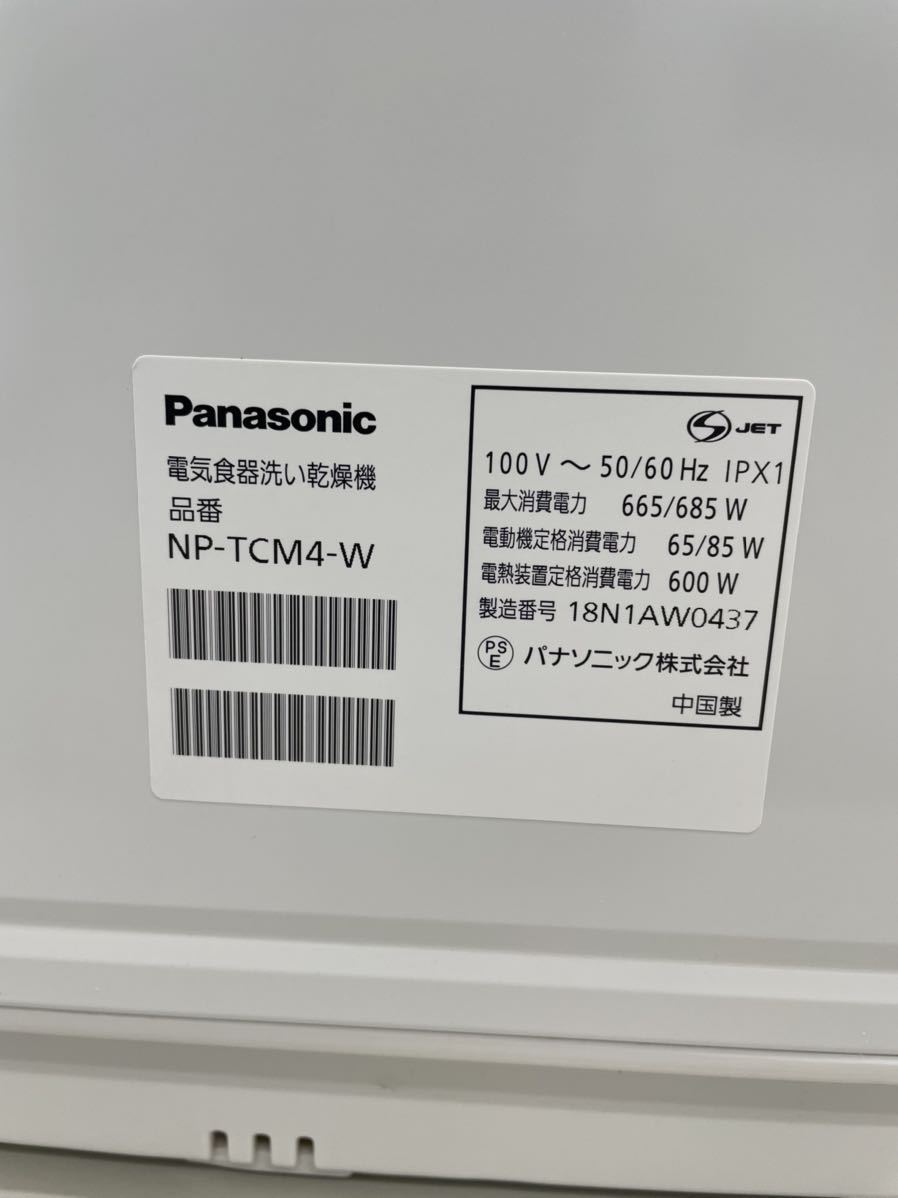 Panasonic
電気食器洗い乾燥機
品番
NP-TCM4-W
S JET
100V ～ 50/60Hz IPX1
最大消費電力 665/685W
電動機定格消費電力 65/85W
電熱装置定格消費電力 600W
製造番号 18N1AW0437
PSE パナソニック株式会社
中国製